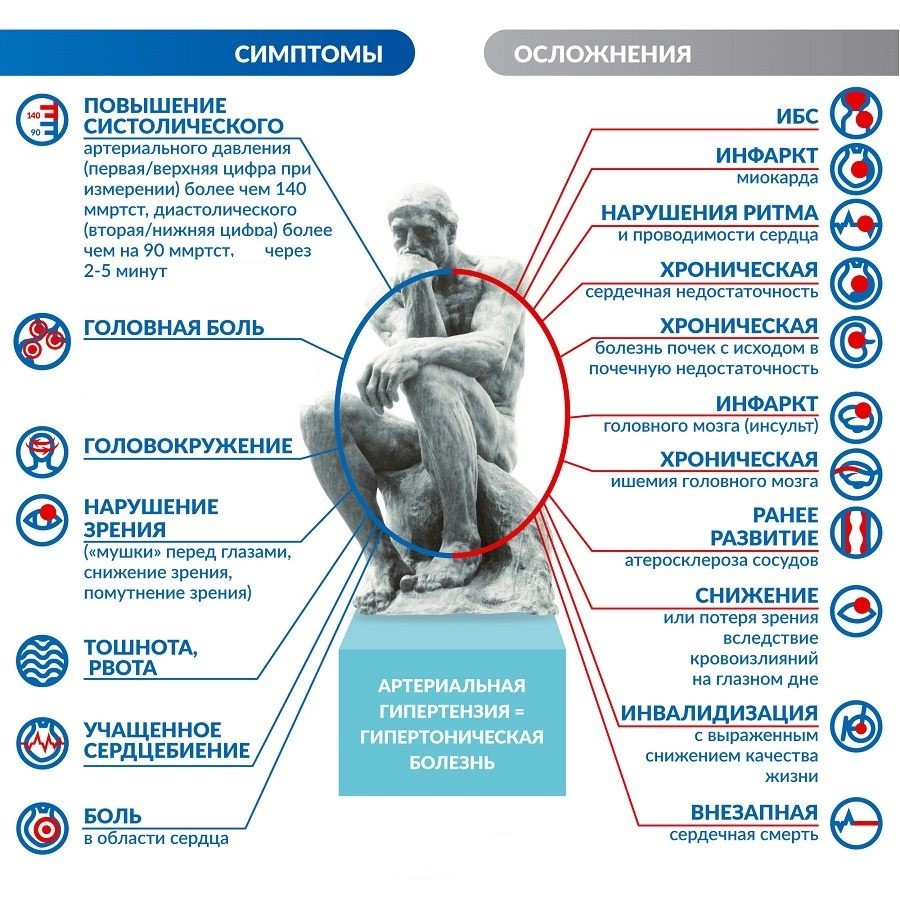 СИМПТОМЫ
ПОВЫШЕНИЕ
СИСТОЛИЧЕСКОГО
артериального давления
(первая/верхняя цифра при
измерении) более чем 140
ммртст, диастолического
(вторая/нижняя цифра) более
чем на 90 ммртст. через
2-5 минут
140
90
ГОЛОВНАЯ БОЛЬ
ГОЛОВОКРУЖЕНИЕ
НАРУШЕНИЕ
ЗРЕНИЯ
(«мушки» перед глазами,
снижение зрения,
помутнение зрения)
ТОШНОТА,
РВОТА
УЧАЩЕННОЕ
СЕРДЦЕБИЕНИЕ
БОЛЬ
в области сердца
ОСЛОЖНЕНИЯ
ИБС
ИНФАРКТ
миокарда
НАРУШЕНИЯ РИТМА
и проводимости сердца
ХРОНИЧЕСКАЯ
сердечная недостаточность
ХРОНИЧЕСКАЯ
болезнь почек с исходом в
почечную недостаточность
ИНФАРКТ
головного мозга (инсульт)
ХРОНИЧЕСКАЯ
ишемия головного мозга
РАНЕЕ
РАЗВИТИЕ
атеросклероза сосудов
СНИЖЕНИЕ
или потеря зрения
вследствие
кровоизлияний
на глазном дне
ИНВАЛИДИЗАЦИЯ
с выраженным
снижением качества
жизни
ВНЕЗАПНАЯ
сердечная смерть
АРТЕРИАЛЬНАЯ
ГИПЕРТЕНЗИЯ =
ГИПЕРТОНИЧЕСКАЯ
БОЛЕЗНЬ